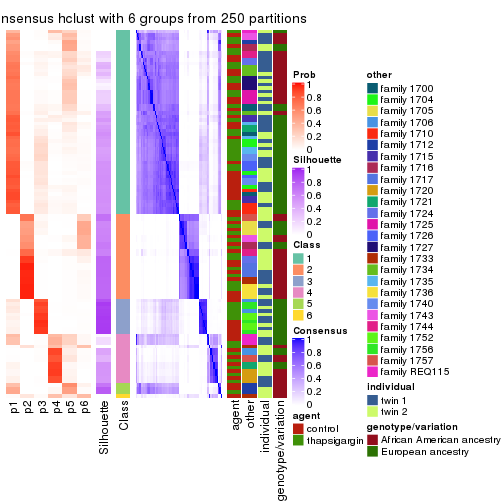 nsensus hclust with 6 groups from 250 partitions
Prob
1
0.8
0.6
0.4
0.2
0
Silhouette
1
0.8
0.6
0.4
0.2
0
Class
1
2
3
4
5
6
Consensus
1
0.8
0.6
0.4
0.2
0
agent
control
thapsigargin
other
family 1700
family 1704
family 1705
family 1708
family 1710
family 1712
family 1715
family 1716
family 1717
family 1720
family 1721
family 1724
family 1725
family 1726
family 1727
family 1733
family 1734
family 1735
family 1736
family 1740
family 1743
family 1744
family 1752
family 1756
family 1757
family REQ115
individual
twin 1
twin 2
genotype/variation
African American ancestry
European ancestry
p1
p2
p3
p4
p5
p6
Silhouette
Class
agent
other
individual
genotype/variation